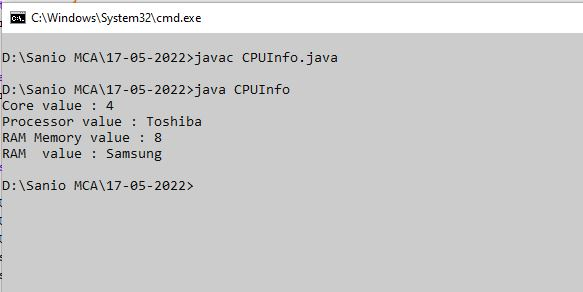 C:\Windows\System32\cmd.exe
D:\Sanio MCA\17-05-2022>javac CPUInfo.java
D:\Sanio MCA\17-05-2022>java CPUInfo
Core value : 4
Processor value : Toshiba
RAM Memory value : 8
RAM  value : Samsung
D:\Sanio MCA\17-05-2022>